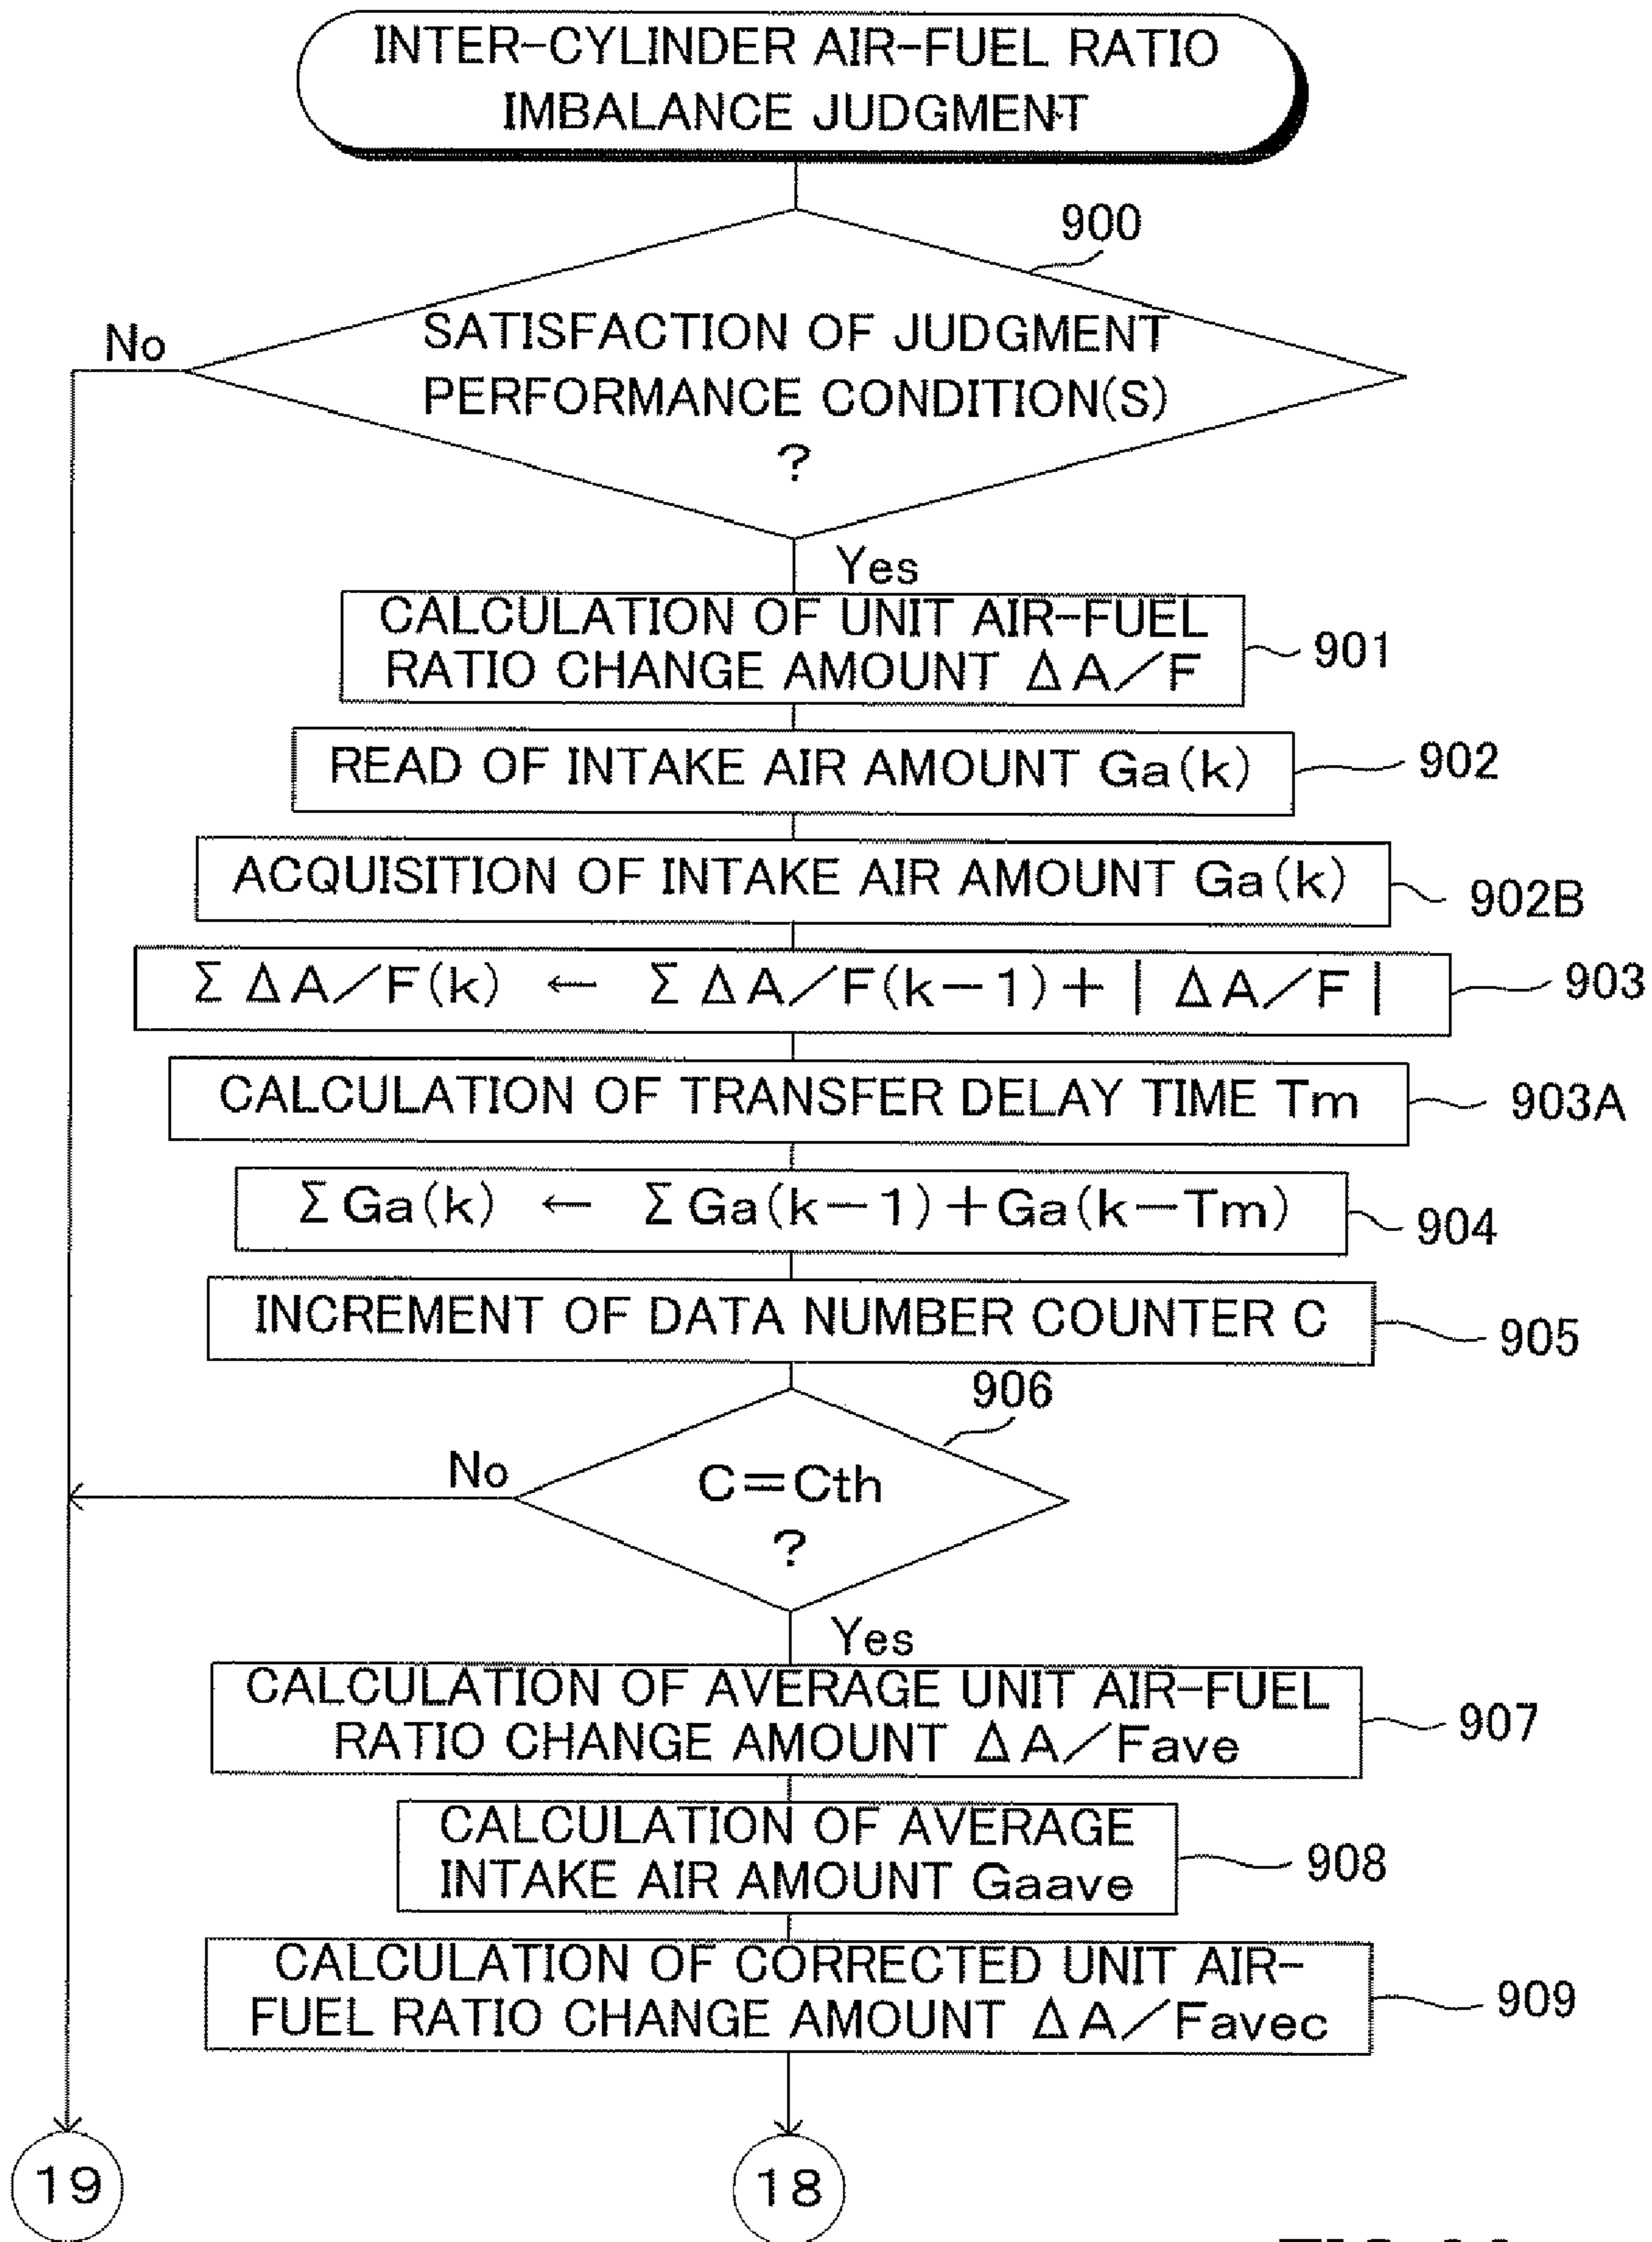 INTER-CYLINDER AIR-FUEL RATIO
IMBALANCE JUDGMENT
900
No
SATISFACTION OF JUDGMENT
PERFORMANCE CONDITION(S)
?
Yes
CALCULATION OF UNIT AIR-FUEL
RATIO CHANGE AMOUNT ΔA/F
901
READ OF INTAKE AIR AMOUNT Ga(k)
902
ACQUISITION OF INTAKE AIR AMOUNT Ga(k)
902B
ΣΔA/F(k) ← ΣΔA/F(k-1)+|ΔA/F|
903
CALCULATION OF TRANSFER DELAY TIME Tm
903A
ΣGa(k) ← ΣGa(k-1)+Ga(k-Tm)
904
INCREMENT OF DATA NUMBER COUNTER C
905
906
No
C=Cth
?
Yes
CALCULATION OF AVERAGE UNIT AIR-FUEL
RATIO CHANGE AMOUNT ΔA/Fave
907
CALCULATION OF AVERAGE
INTAKE AIR AMOUNT Gaave
908
CALCULATION OF CORRECTED UNIT AIR-
FUEL RATIO CHANGE AMOUNT ΔA/Favec
909
19
18